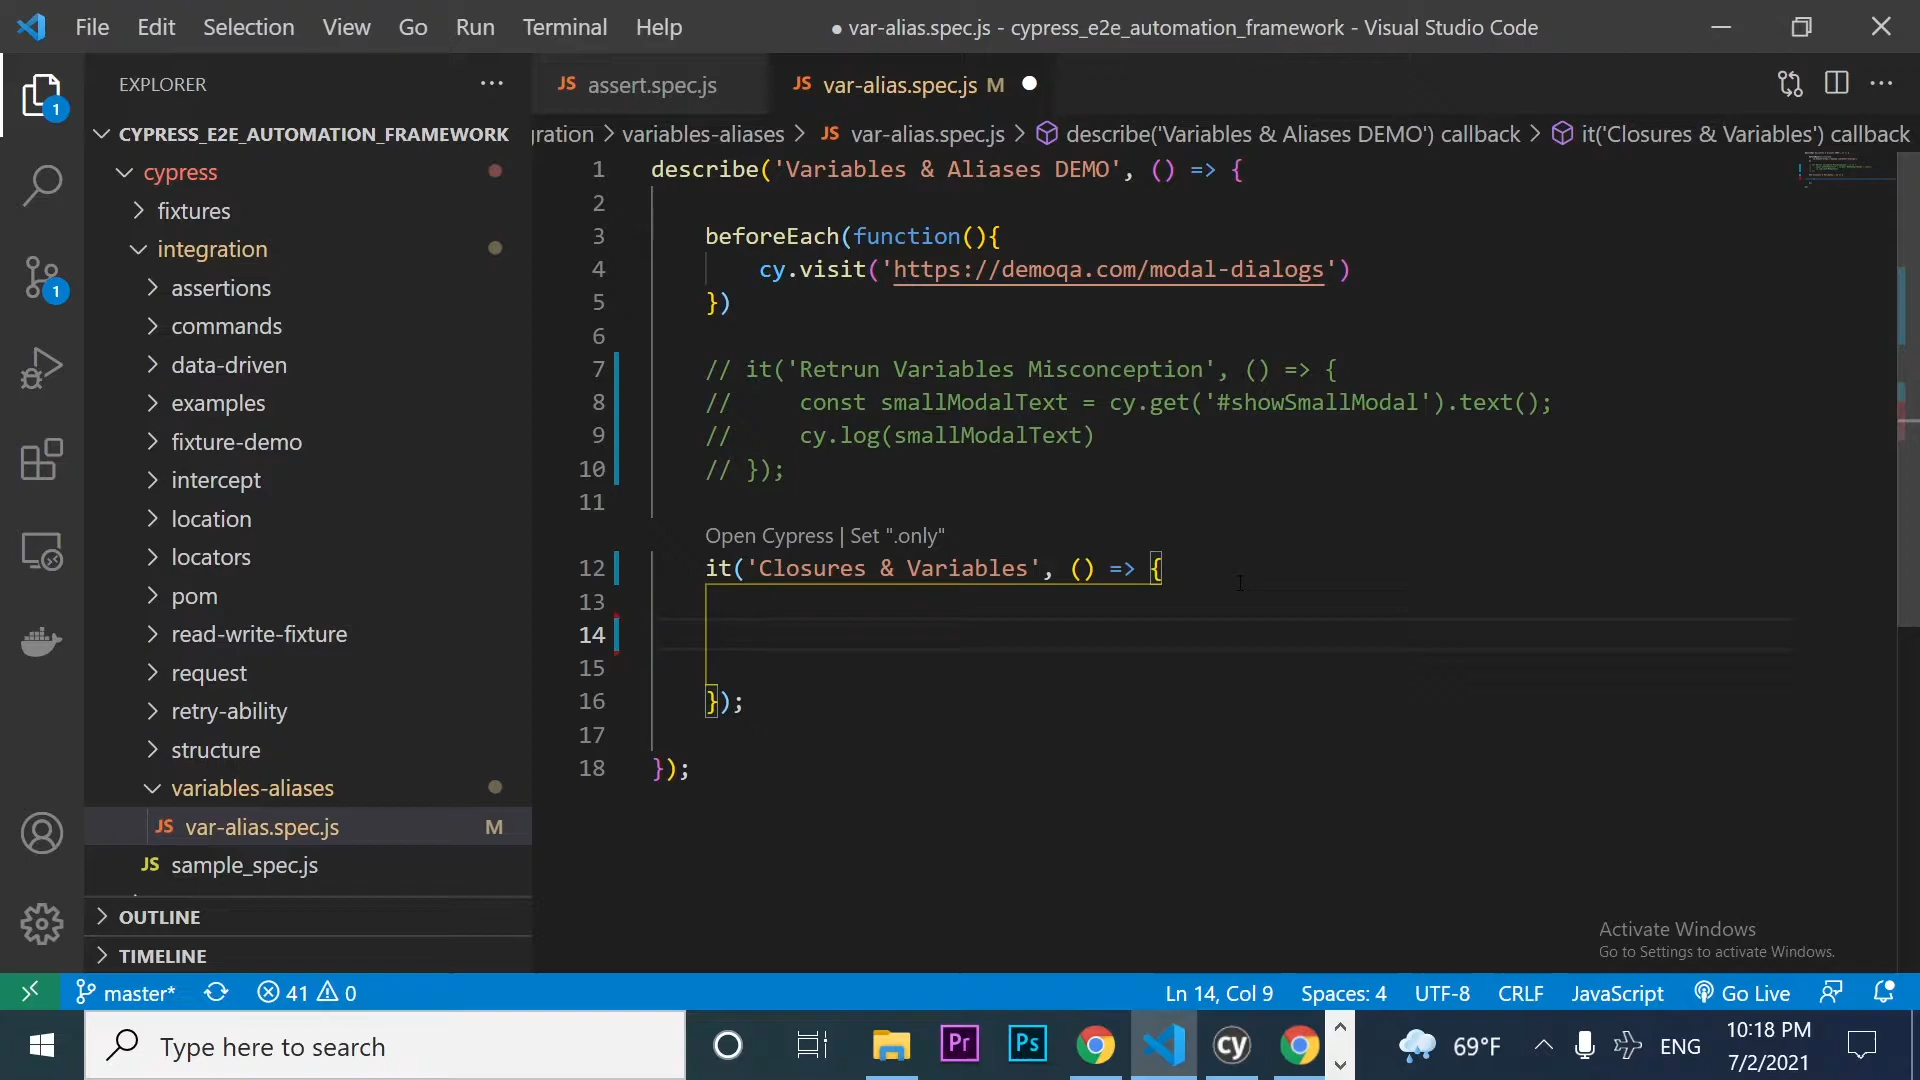 File Edit Selection View Go Run Terminal Help
● var-alias.spec.js - cypress_e2e_automation_framework - Visual Studio Code
EXPLORER
CYPRESS_E2E_AUTOMATION_FRAMEWORK
cypress
fixtures
integration
assertions
commands
data-driven
examples
fixture-demo
intercept
location
locators
pom
read-write-fixture
request
retry-ability
structure
variables-aliases
JS var-alias.spec.js M
JS sample_spec.js
OUTLINE
TIMELINE
1
1
JS assert.spec.js
JS var-alias.spec.js M
gration > variables-aliases > JS var-alias.spec.js > describe('Variables & Aliases DEMO') callback > it('Closures & Variables') callback
1 describe('Variables & Aliases DEMO', () => {
2
3 beforeEach(function(){
4 cy.visit('https://demoqa.com/modal-dialogs')
5 })
6
7 // it('Retrun Variables Misconception', () => {
8 // const smallModalText = cy.get('#showSmallModal').text();
9 // cy.log(smallModalText)
10 // });
11
Open Cypress | Set ".only"
12 it('Closures & Variables', () => {
13
14
15
16 });
17
18 });
Activate Windows
Go to Settings to activate Windows.
master* 41 0 Ln 14, Col 9 Spaces: 4 UTF-8 CRLF JavaScript Go Live
Type here to search
Pr Ps cy
69°F ENG
10:18 PM
7/2/2021